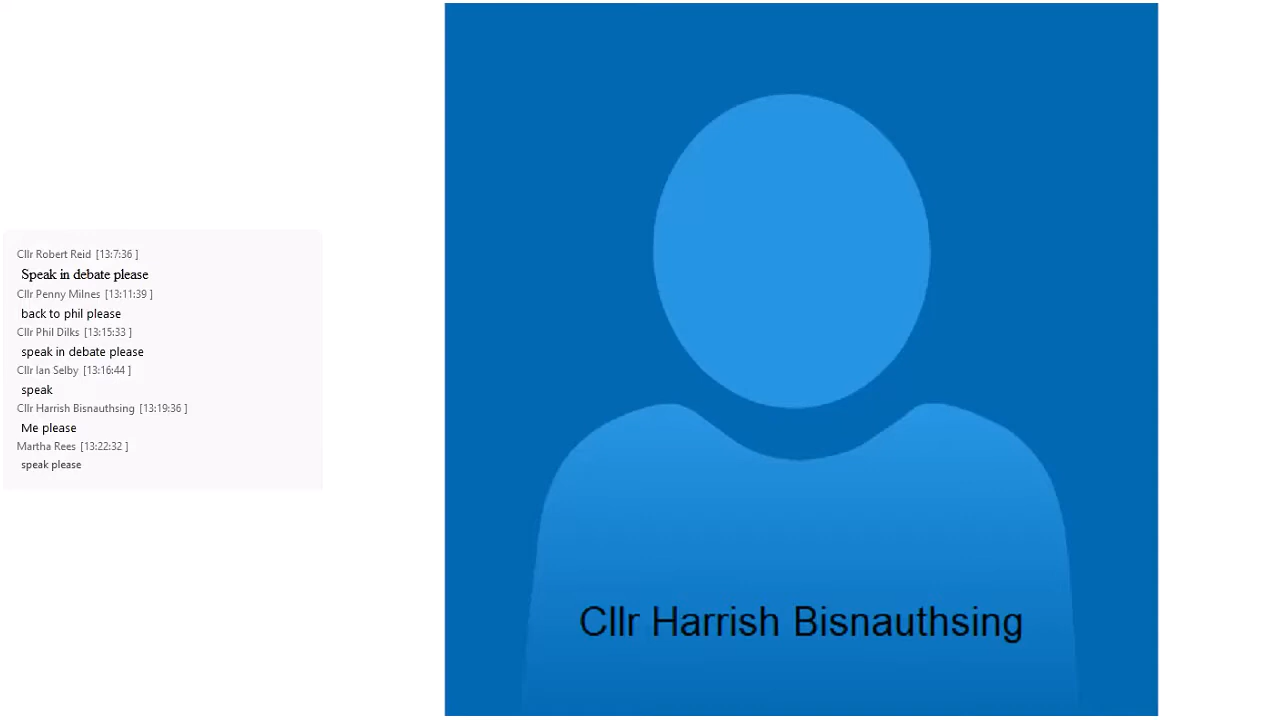 Cllr Robert Reid [13:7:36 ]
Speak in debate please
Cllr Penny Milnes [13:11:39 ]
back to phil please
Cllr Phil Dilks [13:15:33 ]
speak in debate please
Cllr Ian Selby [13:16:44 ]
speak
Cllr Harrish Bisnauthsing [13:19:36 ]
Me please
Martha Rees [13:22:32 ]
speak please
Cllr Harrish Bisnauthsing